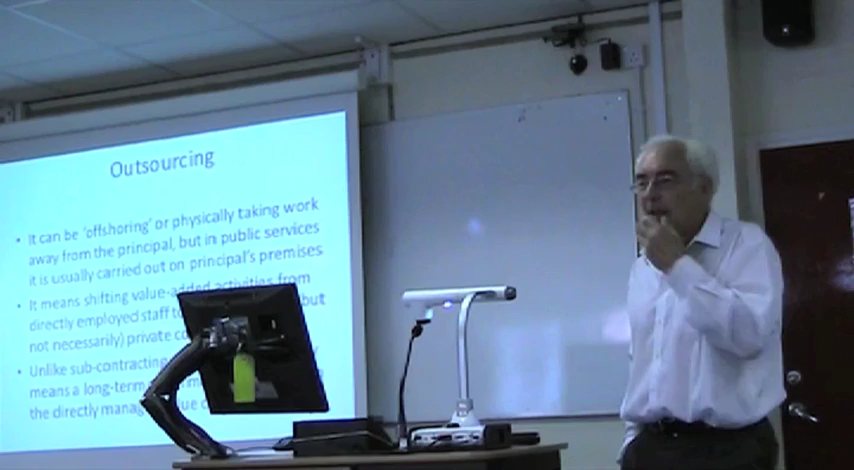 Outsourcing
• It can be 'offshoring' or physically taking work
away from the principal, but in public services
it is usually carried out on principal's premises
• It means shifting value-added activities from
directly employed staff but
not necessarily) private
• Unlike sub-contracting
means a long-term
the directly